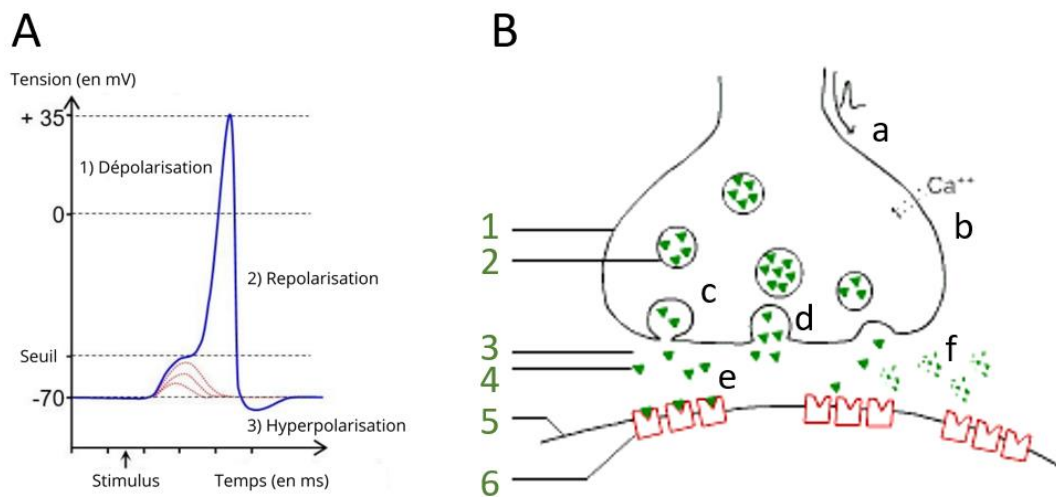 A
Tension (en mV)
+ 35
1) Dépolarisation
0
2) Repolarisation
Seuil
-70
3) Hyperpolarisation
Stimulus
Temps (en ms)
B
a
Ca++
b
1
2
c
d
3
4
e
f
5
6